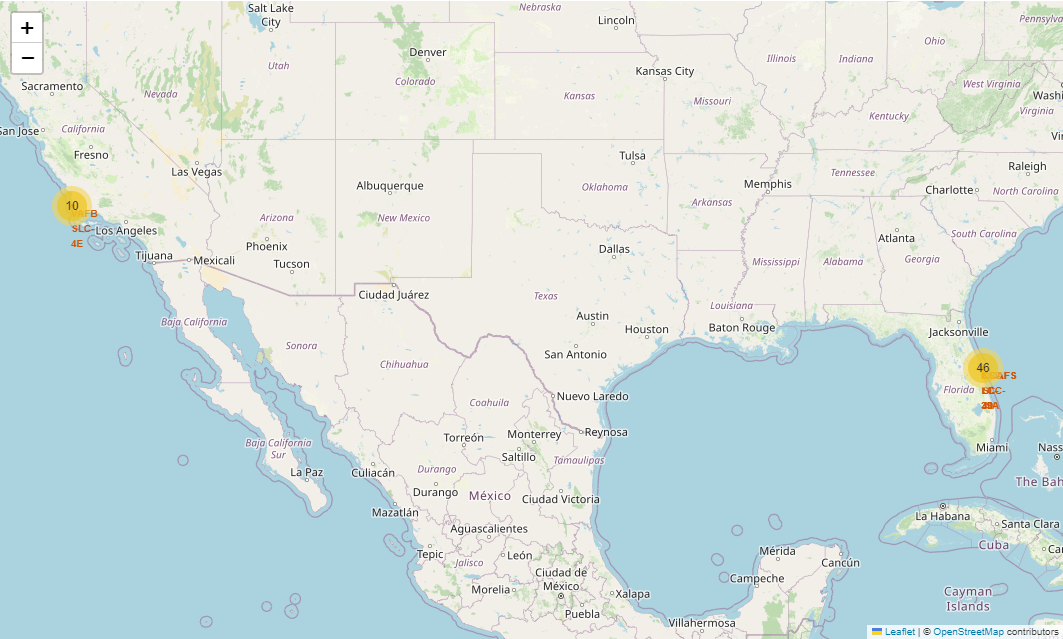 +
−
Salt Lake
City
Nebraska
Lincoln
Pennsylva
Ohio
Denver
Utah
Illinois
Indiana
Kansas City
Colorado
Sacramento
Nevada
Kansas
Missouri
West Virginia
Washi
Virginia
Kentucky
San Jose
California
Fresno
Las Vegas
Tulsa
Raleigh
Tennessee
Albuquerque
Oklahoma
Memphis
Charlotte
North Carolina
10
Arkansas
Arizona
New Mexico
SLC-
4E
Los Angeles
Phoenix
Atlanta
South Carolina
Dallas
Tijuana
Mexicali
Tucson
Mississippi
Alabama
Georgia
Ciudad Juárez
Texas
Louisiana
Austin
Baja California
Houston
Baton Rouge
Jacksonville
Sonora
San Antonio
Chihuahua
46
Florida
Coahuila
Nuevo Laredo
Torreón
Monterrey
Reynosa
Baja California
Sur
Saltillo
Tamaulipas
Miami
Nass
La Paz
Culiacán
Durango
The Bah
Durango
México
Ciudad Victoria
Mazatlán
La Habana
Aguascalientes
Santa Clara
Cuba
Tepic
León
Jalisco
Mérida
Cancún
Ciudad de
México
Campeche
Morelia
Xalapa
Cayman
Islands
Puebla
Villahermosa
Leaflet | © OpenStreetMap contributors